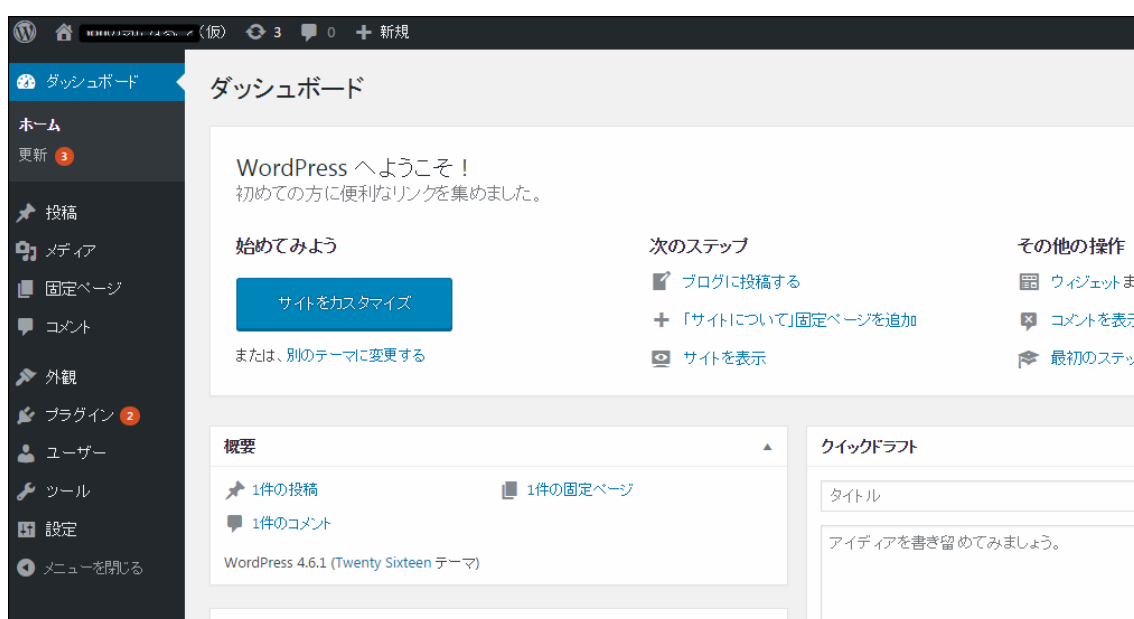 (仮) 3 0 新規
ダッシュボード
ホーム
更新 3
投稿
メディア
固定ページ
コメント
外観
プラグイン 2
ユーザー
ツール
設定
メニューを閉じる
ダッシュボード
WordPress へようこそ！
初めての方に便利なリンクを集めました。
始めてみよう
サイトをカスタマイズ
または、別のテーマに変更する
次のステップ
ブログに投稿する
「サイトについて」固定ページを追加
サイトを表示
その他の操作
ウィジェットま
コメントを表示
最初のステッ
概要
1件の投稿 1件の固定ページ
1件のコメント
WordPress 4.6.1 (Twenty Sixteen テーマ)
クイックドラフト
タイトル
アイディアを書き留めてみましょう。